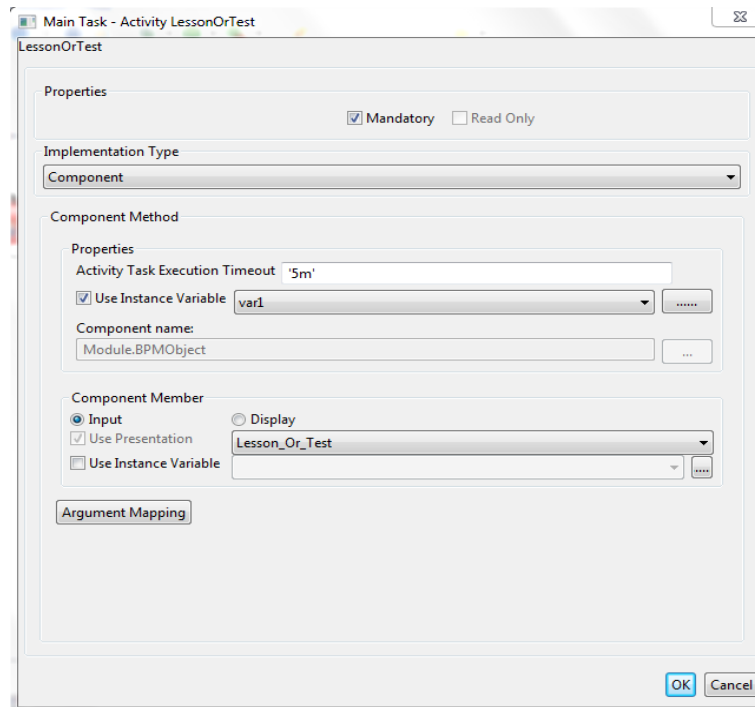 Main Task - Activity LessonOrTest
LessonOrTest
Properties
Mandatory Read Only
Implementation Type
Component
Component Method
Properties
Activity Task Execution Timeout '5m'
Use Instance Variable var1 ......
Component name:
Module.BPMObject ...
Component Member
Input Display
Use Presentation Lesson_Or_Test
Use Instance Variable ....
Argument Mapping
OK Cancel